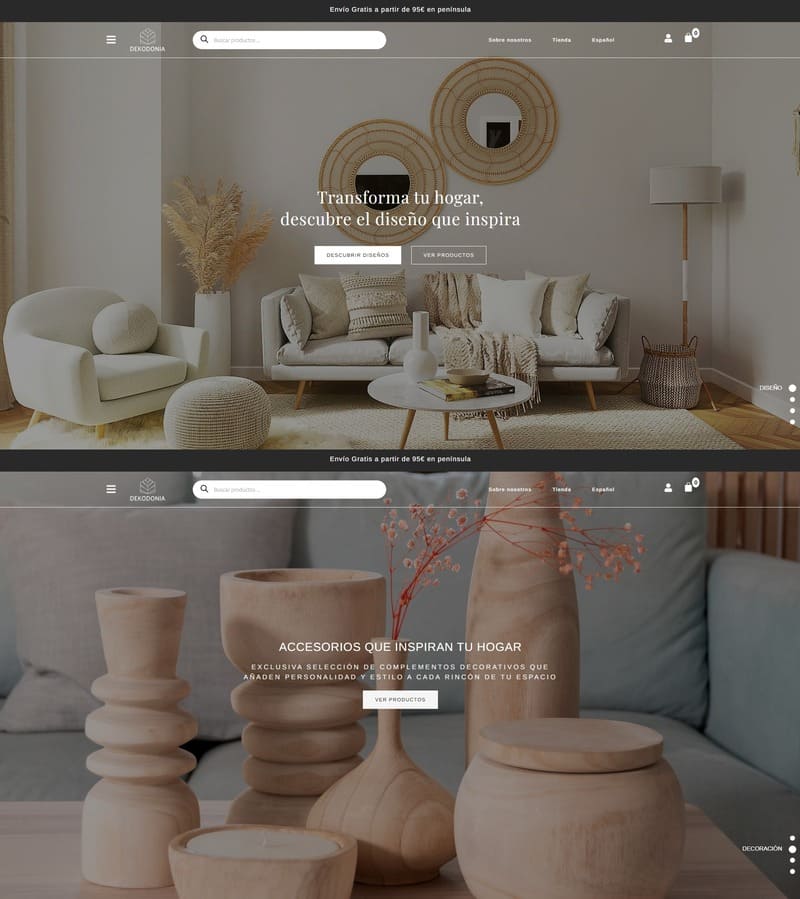 Envío Gratis a partir de 95€ en península
DEKODONIA
Buscar productos ...
Sobre nosotros
Tienda
Español
0
Transforma tu hogar,
descubre el diseño que inspira
DESCUBRIR DISEÑOS
VER PRODUCTOS
DISEÑO
Envío Gratis a partir de 95€ en península
DEKODONIA
Buscar productos ...
Sobre nosotros
Tienda
Español
0
ACCESORIOS QUE INSPIRAN TU HOGAR
EXCLUSIVA SELECCIÓN DE COMPLEMENTOS DECORATIVOS QUE
AÑADEN PERSONALIDAD Y ESTILO A CADA RINCÓN DE TU ESPACIO
VER PRODUCTOS
DECORACIÓN